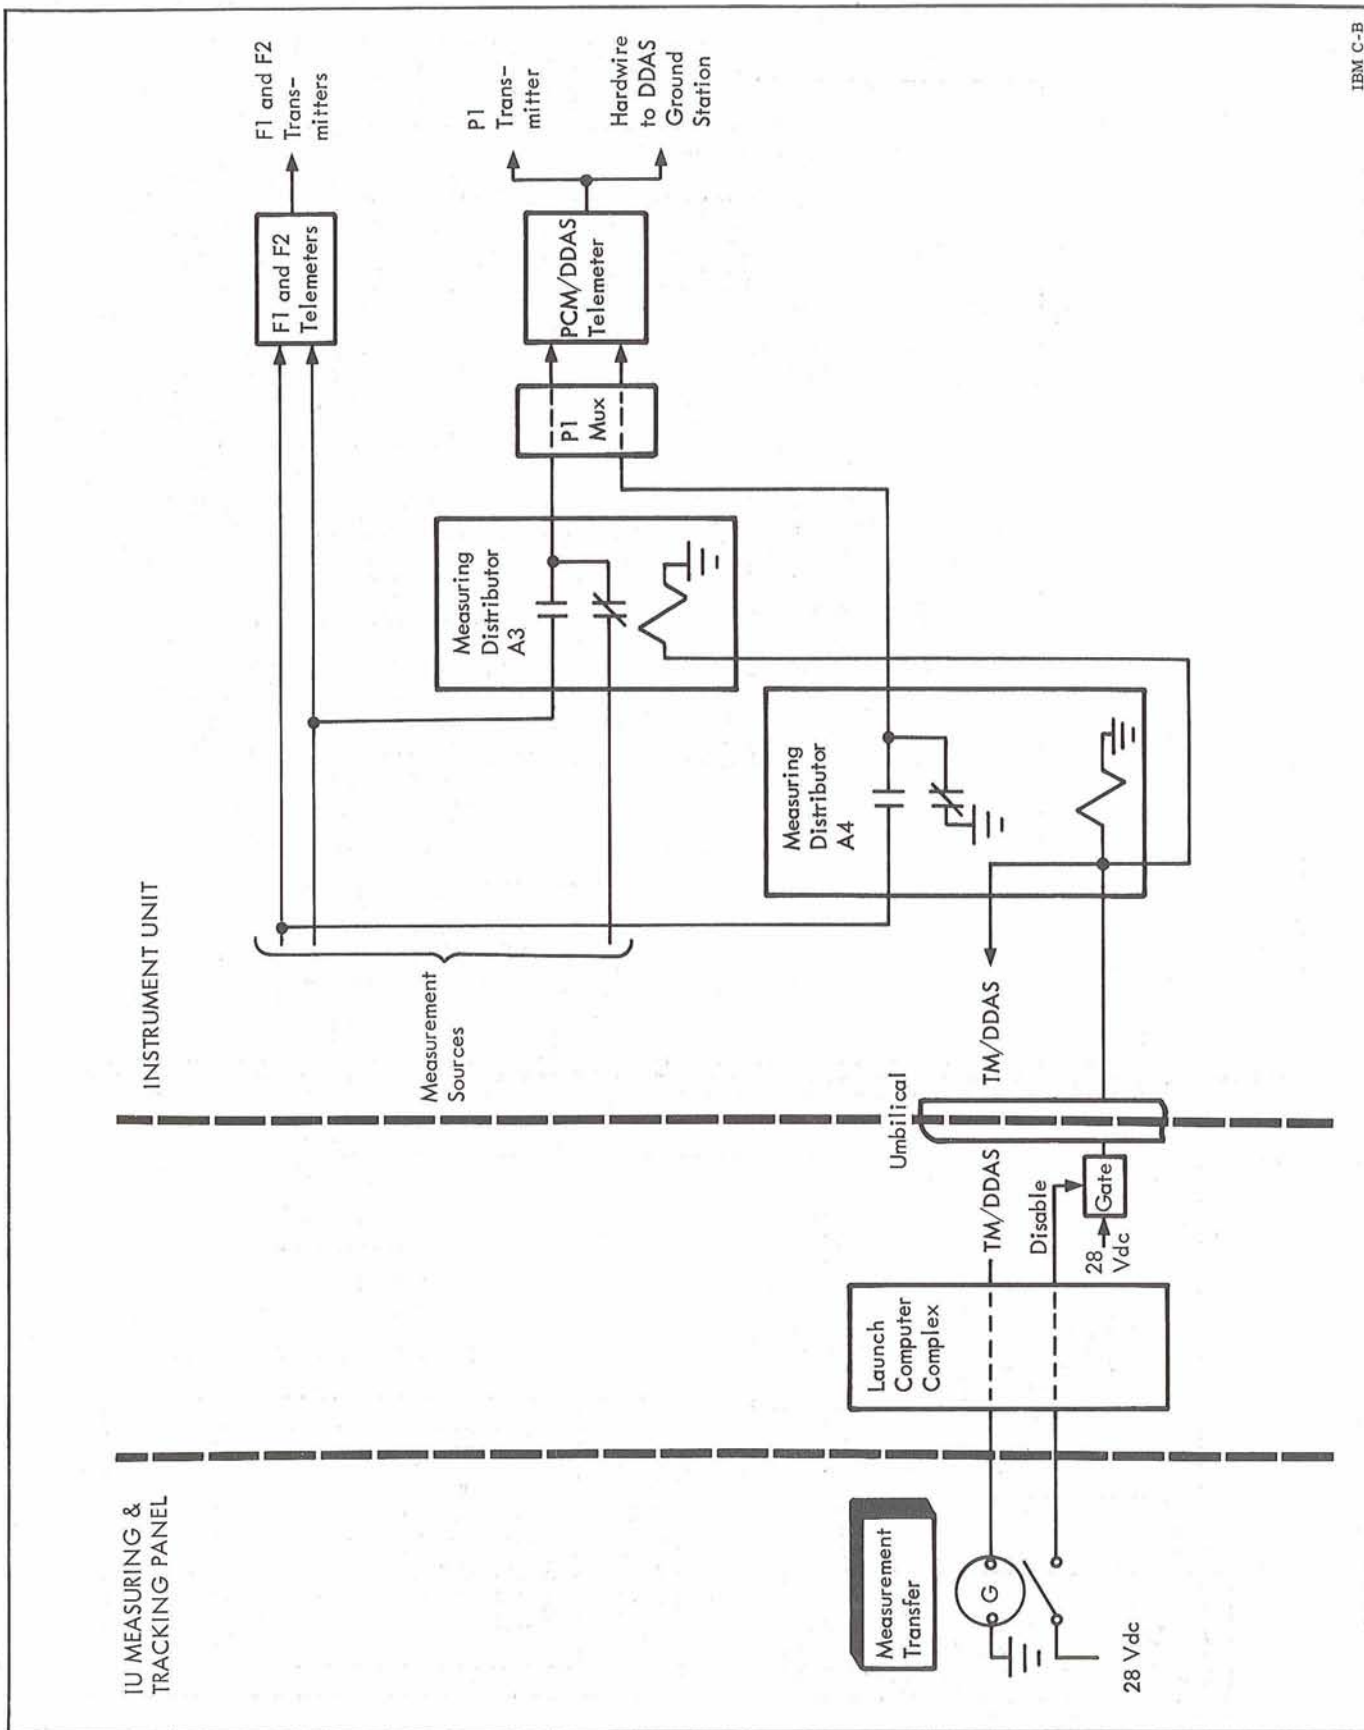 IU MEASURING &
TRACKING PANEL
INSTRUMENT UNIT
Measurement
Transfer
G
28 Vdc
Launch
Computer
Complex
TM/DDAS
Disable
28
Vdc
Gate
Umbilical
TM/DDAS
Measurement
Sources
Measuring
Distributor
A4
Measuring
Distributor
A3
P1
Mux
F1 and F2
Telemeters
PCM/DDAS
Telemeter
F1 and F2
Trans-
mitters
P1
Trans-
mitter
Hardwire
to DDAS
Ground
Station
IBM C-B